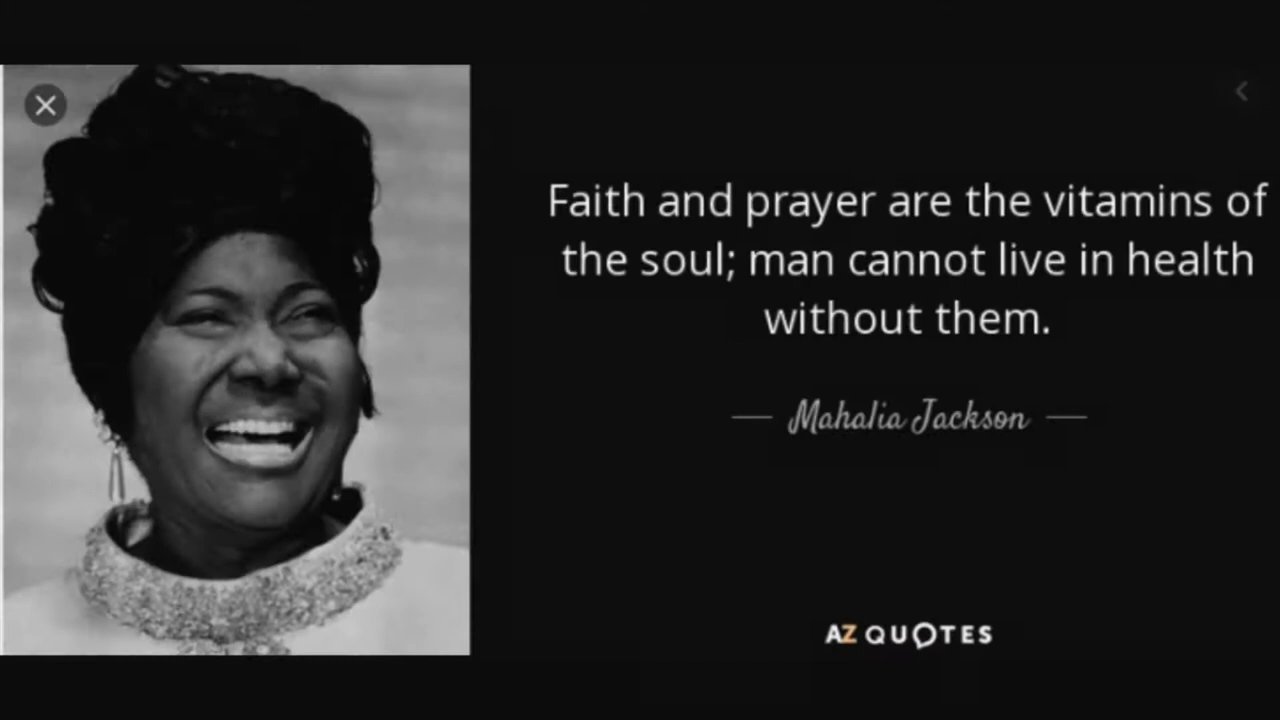 Faith and prayer are the vitamins of
the soul; man cannot live in health
without them.
Mahalia Jackson
AZ QUOTES